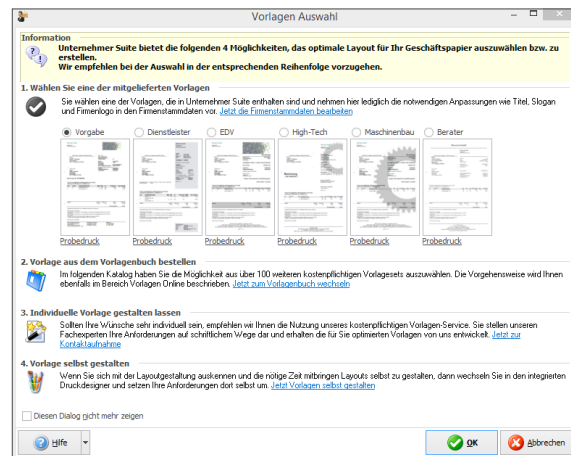 Vorlagen Auswahl
Information
Unternehmer Suite bietet die folgenden 4 Möglichkeiten, das optimale Layout für Ihr Geschäftspapier auszuwählen bzw. zu
erstellen.
Wir empfehlen bei der Auswahl in der entsprechenden Reihenfolge vorzugehen.
1. Wählen Sie eine der mitgelieferten Vorlagen
Sie wählen eine der Vorlagen, die in Unternehmer Suite enthalten sind und nehmen hier lediglich die notwendigen Anpassungen wie Titel, Slogan
und Firmenlogo in den Firmenstammdaten vor. Jetzt die Firmenstammdaten bearbeiten
Vorgabe Dienstleister EDV High-Tech Maschinenbau Berater
Probedruck Probedruck Probedruck Probedruck Probedruck Probedruck
2. Vorlage aus dem Vorlagenbuch bestellen
Im folgenden Katalog haben Sie die Möglichkeit aus über 100 weiteren kostenpflichtigen Vorlagesets auszuwählen. Die Vorgehensweise wird Ihnen
ebenfalls im Bereich Vorlagen Online beschrieben. Jetzt zum Vorlagenbuch wechseln
3. Individuelle Vorlage gestalten lassen
Sollten Ihre Wünsche sehr individuell sein, empfehlen wir Ihnen die Nutzung unseres kostenpflichtigen Vorlagen-Service. Sie stellen unseren
Fachexperten Ihre Anforderungen auf schriftlichem Wege dar und erhalten die für Sie optimierten Vorlagen von uns entwickelt. Jetzt zur
Kontaktaufnahme
4. Vorlage selbst gestalten
Wenn Sie sich mit der Layoutgestaltung auskennen und die nötige Zeit mitbringen Layouts selbst zu gestalten, dann wechseln Sie in den integrierten
Druckdesigner und setzen Ihre Anforderungen dort selbst um. Jetzt Vorlagen selbst gestalten
Diesen Dialog nicht mehr zeigen
Hilfe OK Abbrechen